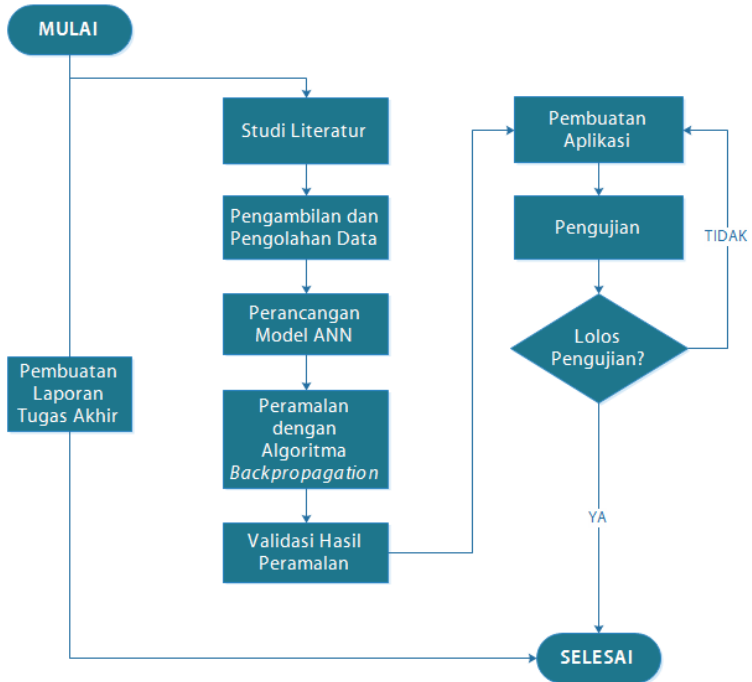 MULAI
Studi Literatur
Pengambilan dan
Pengolahan Data
Perancangan
Model ANN
Peramalan
dengan
Algoritma
Backpropagation
Validasi Hasil
Peramalan
Pembuatan
Laporan
Tugas Akhir
Pembuatan
Aplikasi
Pengujian
TIDAK
Lolos
Pengujian?
YA
SELESAI